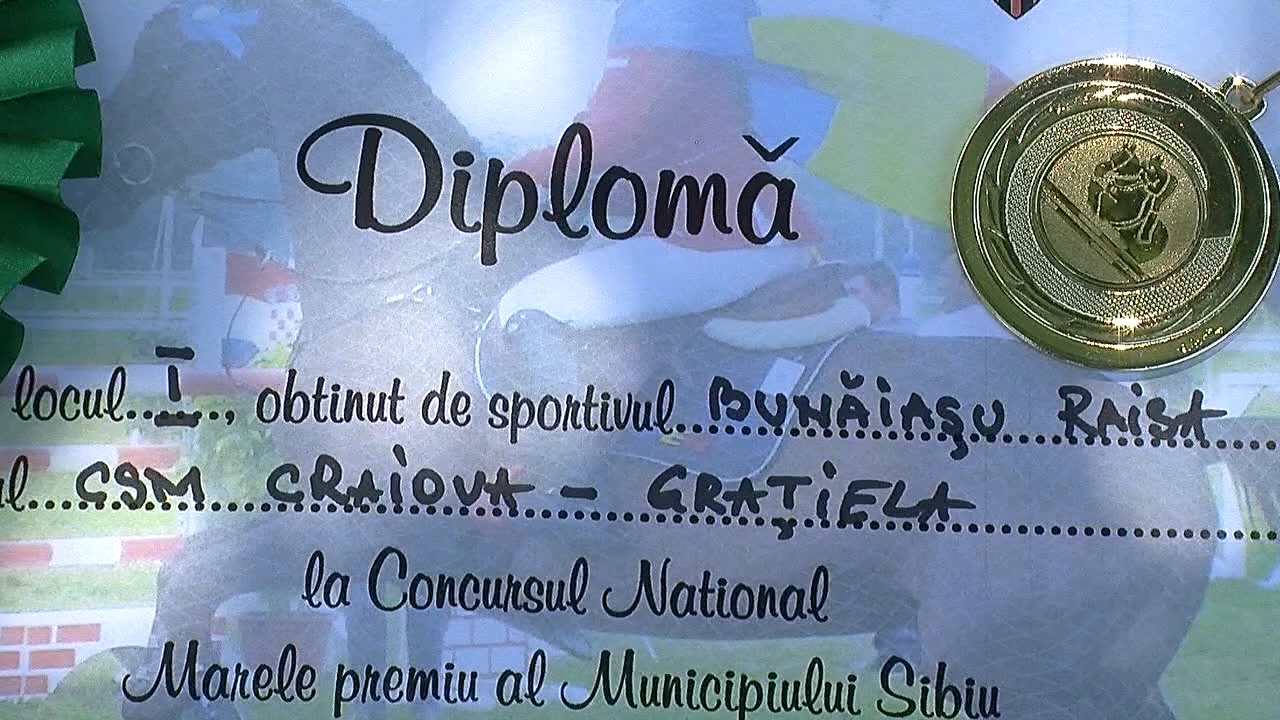 Diplomă
locul...I..., obtinut de sportivul...BUNĂIAȘU RAISA
CSM CRAIOVA - GRAȚIELA
la Concursul National
Marele premiu al Municipiului Sibiu